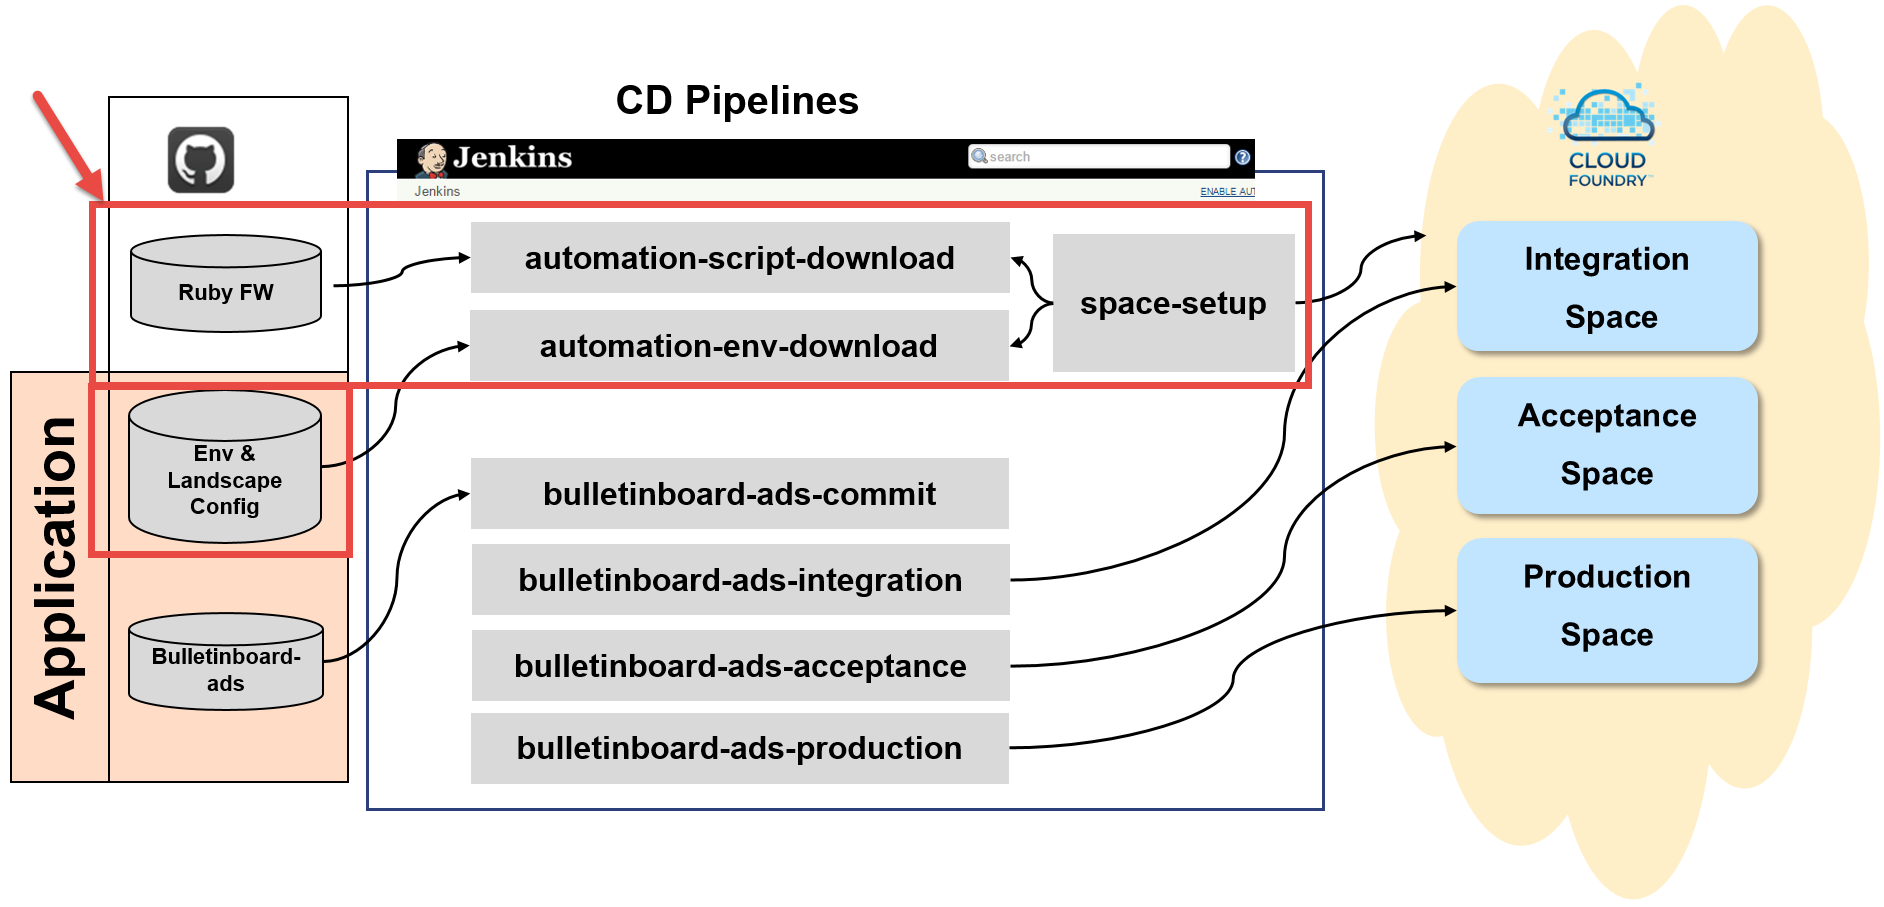 CD Pipelines
Jenkins
search
?
Jenkins
ENABLE AUT
CLOUD
FOUNDRY™
Ruby FW
automation-script-download
automation-env-download
space-setup
Integration
Space
Application
Env &
Landscape
Config
bulletinboard-ads-commit
Acceptance
Space
bulletinboard-ads-integration
Production
Space
Bulletinboard-
ads
bulletinboard-ads-acceptance
bulletinboard-ads-production